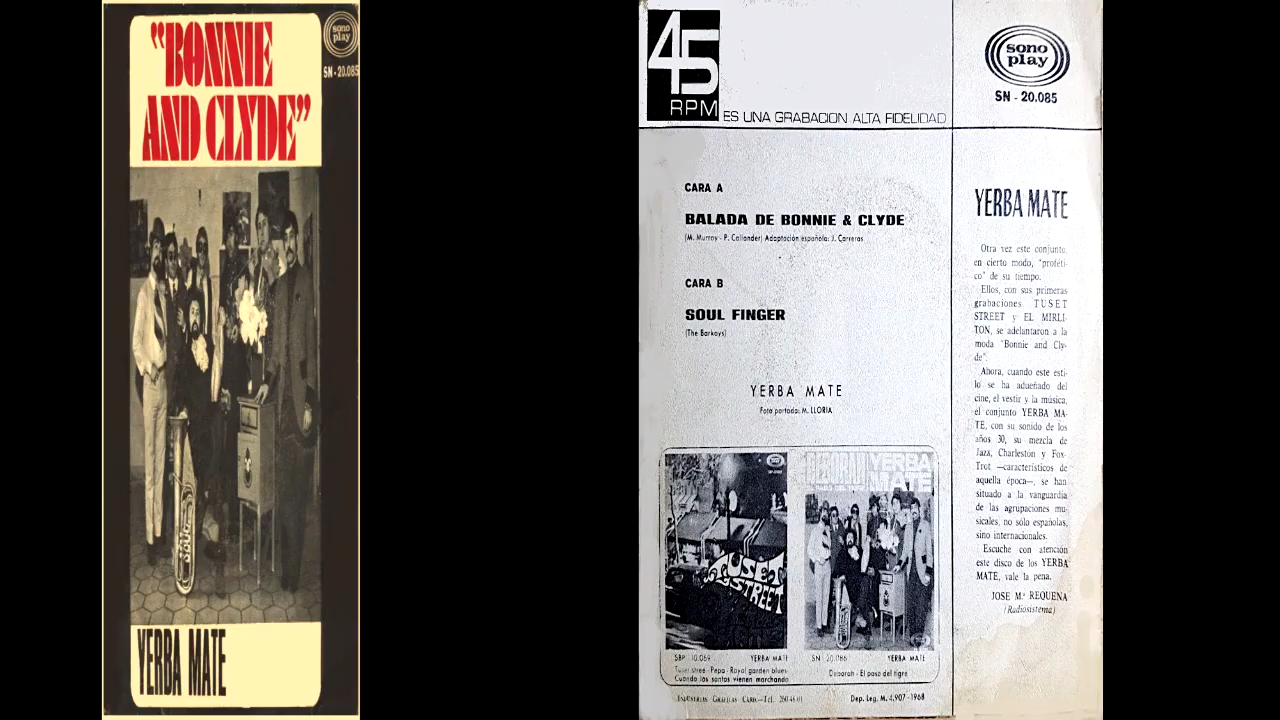 "BONNIE
AND CLYDE"
sono
play
SN - 20.085
YERBA MATE
45
RPM
ES UNA GRABACION ALTA FIDELIDAD
sono
play
SN - 20.085
CARA A
BALADA DE BONNIE & CLYDE
(M. Murray - P. Callander) Adaptación española: J. Carreras
CARA B
SOUL FINGER
(The Barkays)
YERBA MATE
Foto portada: M. LLORIA
YERBA
MATE
TUSET
STREET
SBP 10.069 YERBA MATE
Tuset street - Pepa - Royal garden blues
Cuando los santos vienen marchando
SN 20.086 YERBA MATE
Deborah - El paso del tigre
INDUSTRIAS GRÁFICAS CARO.—Tel.
Dep. Leg. M. 4.907 - 1968
YERBA MATE
Otra vez este conjunto,
en cierto modo, "proféti-
co" de su tiempo.
Ellos, con sus primeras
grabaciones TUSET
STREET y EL MIRLI-
TON, se adelantaron a la
moda "Bonnie and Cly-
de".
Ahora, cuando este esti-
lo se ha adueñado del
cine, el vestir y la música,
el conjunto YERBA MA-
TE, con su sonido de los
años 30, su mezcla de
Jazz, Charleston y Fox-
Trot —característicos de
aquella época—, se han
situado a la vanguardia
de las agrupaciones mu-
sicales, no sólo españolas,
sino internacionales.
Escuche con atención
este disco de los YERBA
MATE, vale la pena.
JOSE M.ª REQUENA
(Radiosistema)